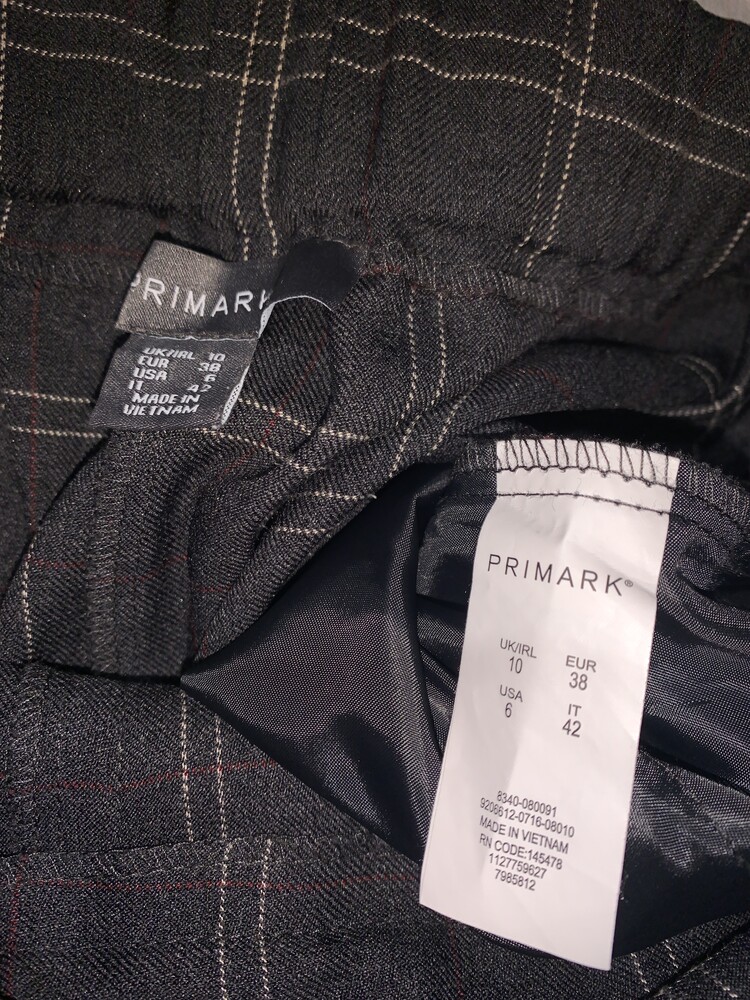 PRIMARK
UK/IRL 10
EUR 38
USA 6
IT 42
MADE IN
VIETNAM
PRIMARK®
UK/IRL EUR
10 38
USA IT
6 42
8340-080091
9206612-0716-08010
MADE IN VIETNAM
RN CODE:145478
1127759627
7985812